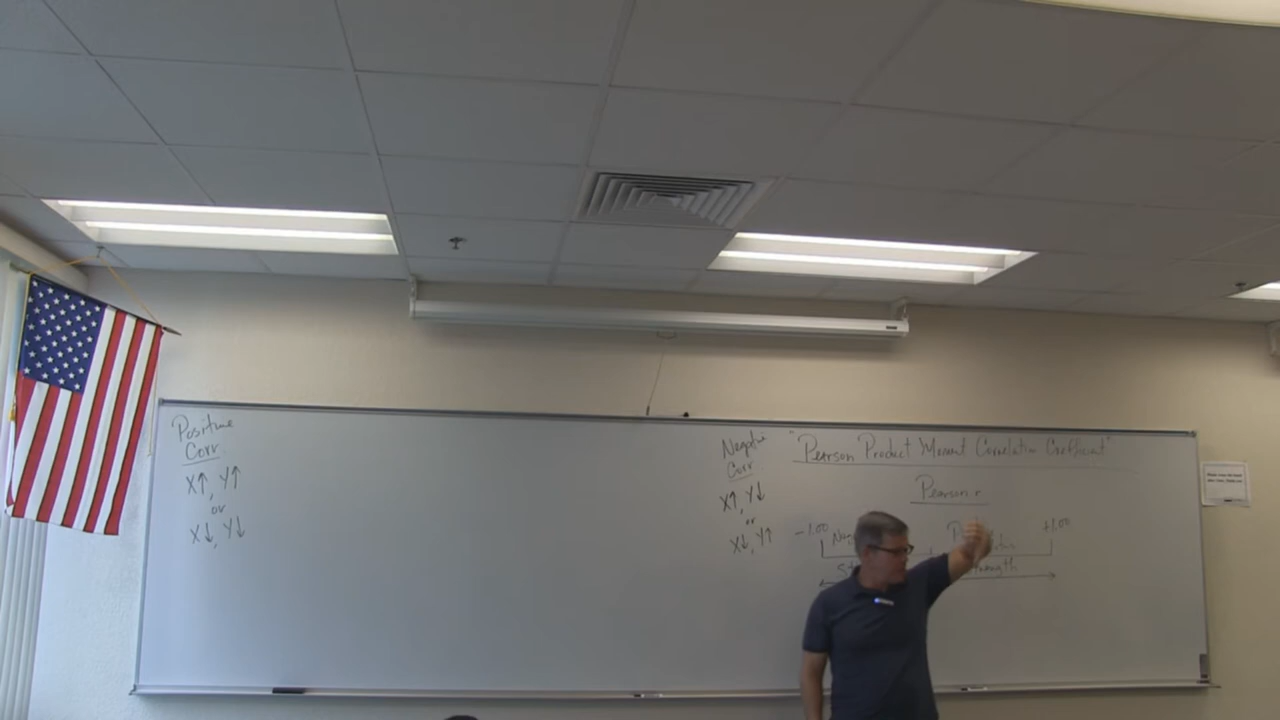 Positive
Corr
X↑, Y↑
or
X↓, Y↓
Negative
Corr
X↑, Y↓
or
X↓, Y↑
"Pearson Product Moment Correlation Coefficient"
Pearson r
-1.00
+1.00
Strength